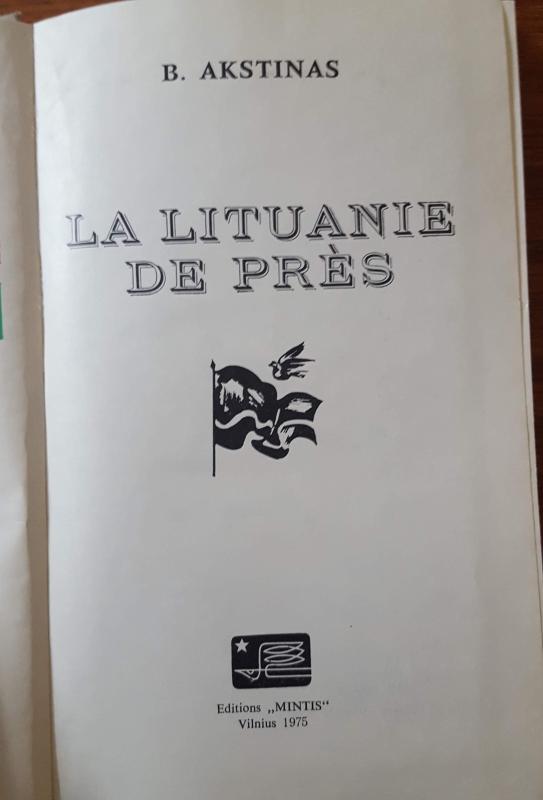 B. AKSTINAS
LA LITUANIE
DE PRÈS
Editions „MINTIS“
Vilnius 1975